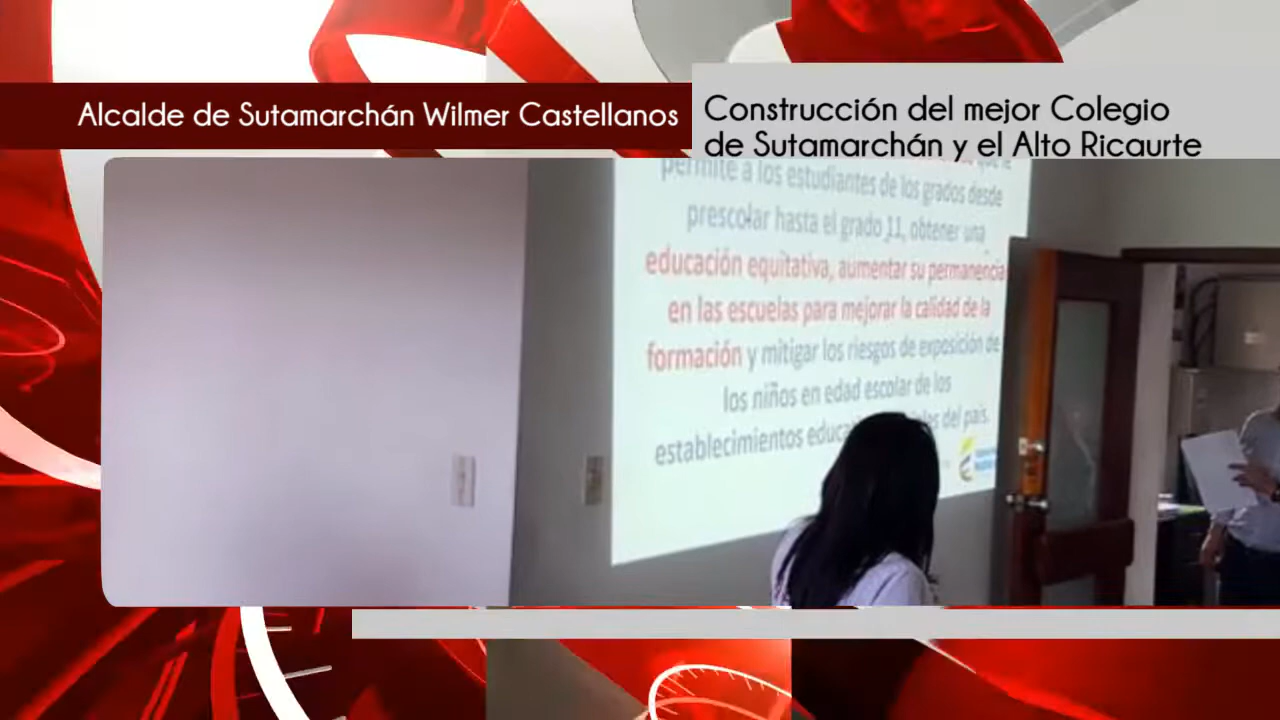 Alcalde de Sutamarchán Wilmer Castellanos
Construcción del mejor Colegio
de Sutamarchán y el Alto Ricaurte
permite a los estudiantes de los grados desde
prescolar hasta el grado 11, obtener una
educación equitativa, aumentar su permanencia
en las escuelas para mejorar la calidad de la
formación y mitigar los riesgos de exposición de
los niños en edad escolar de los
establecimientos del país.